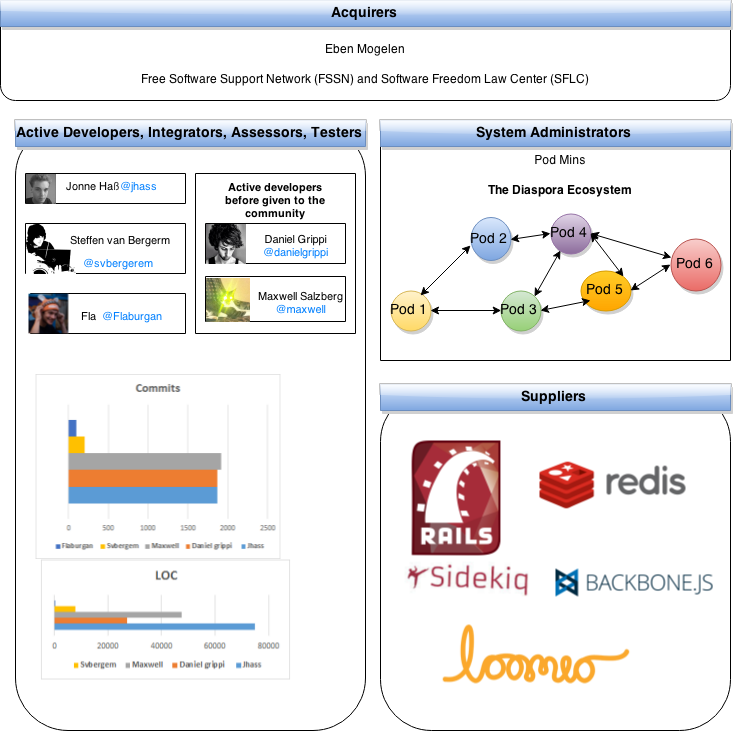 Acquirers
Eben Mogelen
Free Software Support Network (FSSN) and Software Freedom Law Center (SFLC)
Active Developers, Integrators, Assessors, Testers
Jonne Haß @jhass
Steffen van Bergerm
@svbergerem
Fla @Flaburgan
Active developers
before given to the
community
Daniel Grippi
@danielgrippi
Maxwell Salzberg
@maxwell
Commits
0 500 1000 1500 2000 2500
Flaburgan Svbergem Maxwell Daniel grippi Jhass
LOC
0 20000 40000 60000 80000
Svbergem Maxwell Daniel grippi Jhass
System Administrators
Pod Mins
The Diaspora Ecosystem
Pod 1
Pod 2
Pod 3
Pod 4
Pod 5
Pod 6
Suppliers
RAILS
redis
Sidekiq
BACKBONE.JS
loomio